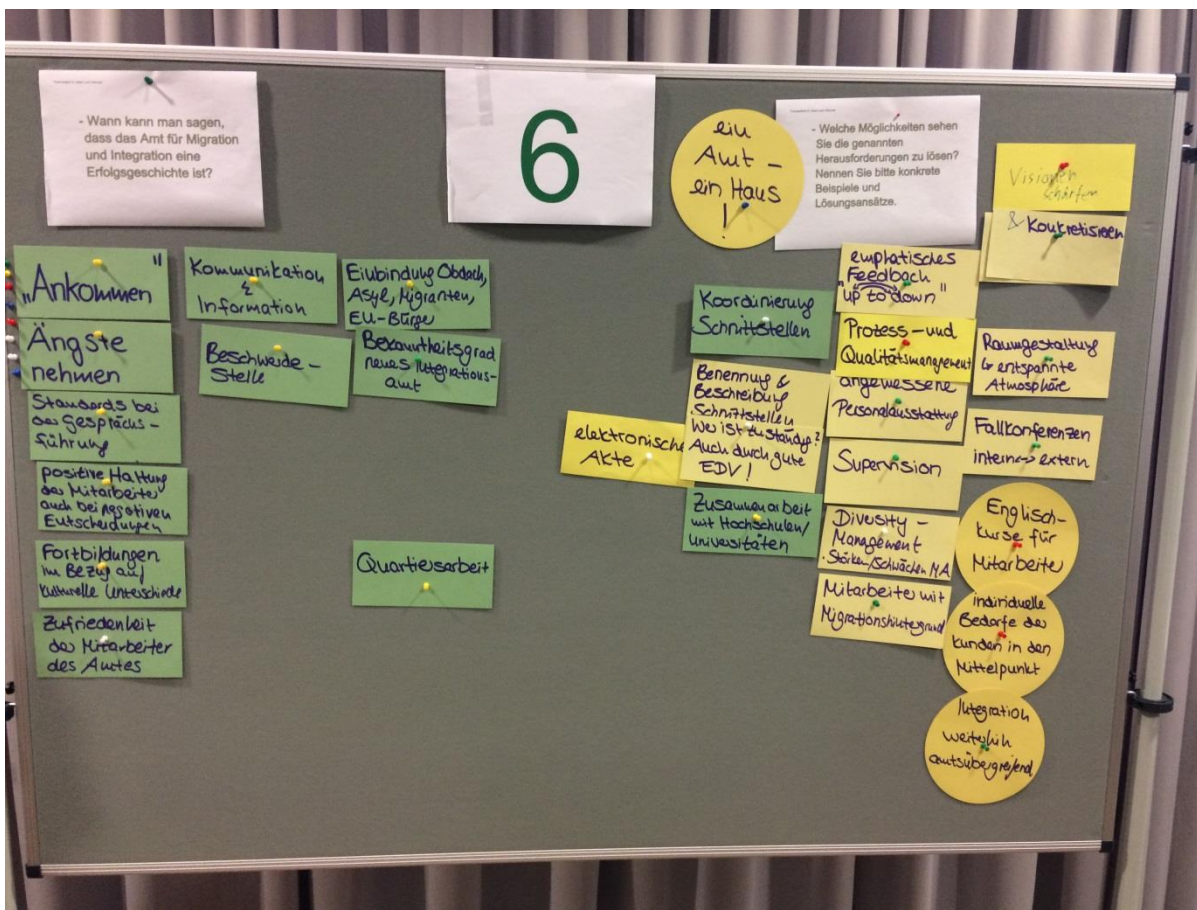 - Wann kann man sagen,
dass das Amt für Migration
und Integration eine
Erfolgsgeschichte ist?
6
ein
Amt -
ein Haus
!
- Welche Möglichkeiten sehen
Sie die genannten
Herausforderungen zu lösen?
Nennen Sie bitte konkrete
Beispiele und
Lösungsansätze.
Visionen
schärfen
& Konkretisieren
„Ankommen"
Ängste
nehmen
Standards bei
der Gesprächs-
führung
positive Haltung
der Mitarbeiter
auch bei negativen
Entscheidungen
Fortbildungen
im Bezug auf
kulturelle Unterschiede
Zufriedenheit
der Mitarbeiter
des Amtes
Kommunikation
&
Information
Beschwerde -
Stelle
Einbindung Obdach,
Asyl, Migranten,
EU-Bürger
Bekanntheitsgrad
neues Integrations-
amt
Quartiersarbeit
elektronische
Akte
Koordinierung
Schnittstellen
Benennung &
Beschreibung
Schnittstellen
Wer ist zuständig?
Auch durch gute
EDV!
Zusammenarbeit
mit Hochschulen/
Universitäten
emphatisches
Feedback
"up to down"
Prozess- und
Qualitätsmanagement
angemessene
Personalausstattung
Supervision
Diversity -
Management
· Stärken/Schwächen MA
Mitarbeiter mit
Migrationshintergrund
Raumgestaltung
↳ entspannte
Atmosphäre
Fallkonferenzen
intern <-> extern
Englisch-
kurse für
Mitarbeiter
individuelle
Bedarfe der
Kunden in den
Mittelpunkt
Integration
weiterhin
amtsübergreifend